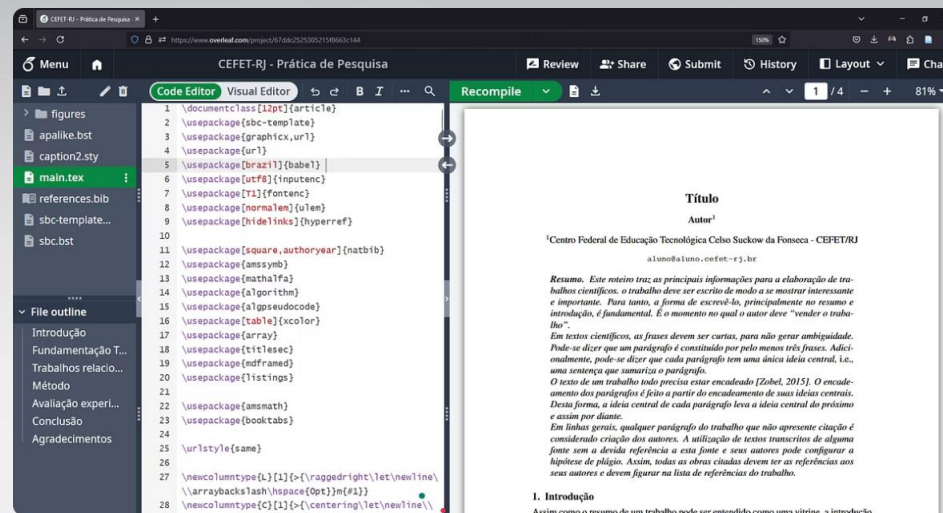 CEFET-RJ - Prática de Pesquisa
https://www.overleaf.com/project/67ddc2525305215f8663c144
150%
Menu
CEFET-RJ - Prática de Pesquisa
Review
Share
Submit
History
Layout
Cha
Code Editor
Visual Editor
B I
Recompile
1 / 4
81%
figures
apalike.bst
caption2.sty
main.tex
references.bib
sbc-template...
sbc.bst
File outline
Introdução
Fundamentação T...
Trabalhos relacio...
Método
Avaliação experi...
Conclusão
Agradecimentos
1 \documentclass[12pt]{article}
2 \usepackage{sbc-template}
3 \usepackage{graphicx,url}
4 \usepackage{url}
5 \usepackage[brazil]{babel}
6 \usepackage[utf8]{inputenc}
7 \usepackage[T1]{fontenc}
8 \usepackage[normalem]{ulem}
9 \usepackage[hidelinks]{hyperref}
10
11 \usepackage[square,authoryear]{natbib}
12 \usepackage{amssymb}
13 \usepackage{mathalfa}
14 \usepackage{algorithm}
15 \usepackage{algpseudocode}
16 \usepackage[table]{xcolor}
17 \usepackage{array}
18 \usepackage{titlesec}
19 \usepackage{mdframed}
20 \usepackage{listings}
21
22 \usepackage{amsmath}
23 \usepackage{booktabs}
24
25 \urlstyle{same}
26
27 \newcolumntype{L}[1]{>{\raggedright\let\newline\
\\arraybackslash\hspace{0pt}}m{#1}}
28 \newcolumntype{C}[1]{>{\centering\let\newline\\
Título
Autor¹
¹Centro Federal de Educação Tecnológica Celso Suckow da Fonseca - CEFET/RJ
aluno@aluno.cefet-rj.br
Resumo. Este roteiro traz as principais informações para a elaboração de tra-
balhos científicos. o trabalho deve ser escrito de modo a se mostrar interessante
e importante. Para tanto, a forma de escrevê-lo, principalmente no resumo e
introdução, é fundamental. É o momento no qual o autor deve "vender o traba-
lho".
Em textos científicos, as frases devem ser curtas, para não gerar ambiguidade.
Pode-se dizer que um parágrafo é constituído por pelo menos três frases. Adici-
onalmente, pode-se dizer que cada parágrafo tem uma única ideia central, i.e.,
uma sentença que sumariza o parágrafo.
O texto de um trabalho todo precisa estar encadeado [Zobel, 2015]. O encade-
amento dos parágrafos é feito a partir do encadeamento de suas ideias centrais.
Desta forma, a ideia central de cada parágrafo leva a ideia central do próximo
e assim por diante.
Em linhas gerais, qualquer parágrafo do trabalho que não apresente citação é
considerado criação dos autores. A utilização de textos transcritos de alguma
fonte sem a devida referência a esta fonte e seus autores pode configurar a
hipótese de plágio. Assim, todas as obras citadas devem ter as referências aos
seus autores e devem figurar na lista de referências do trabalho.
1. Introdução
Assim como o resumo de um trabalho pode ser entendido como uma vitrine, a introdução